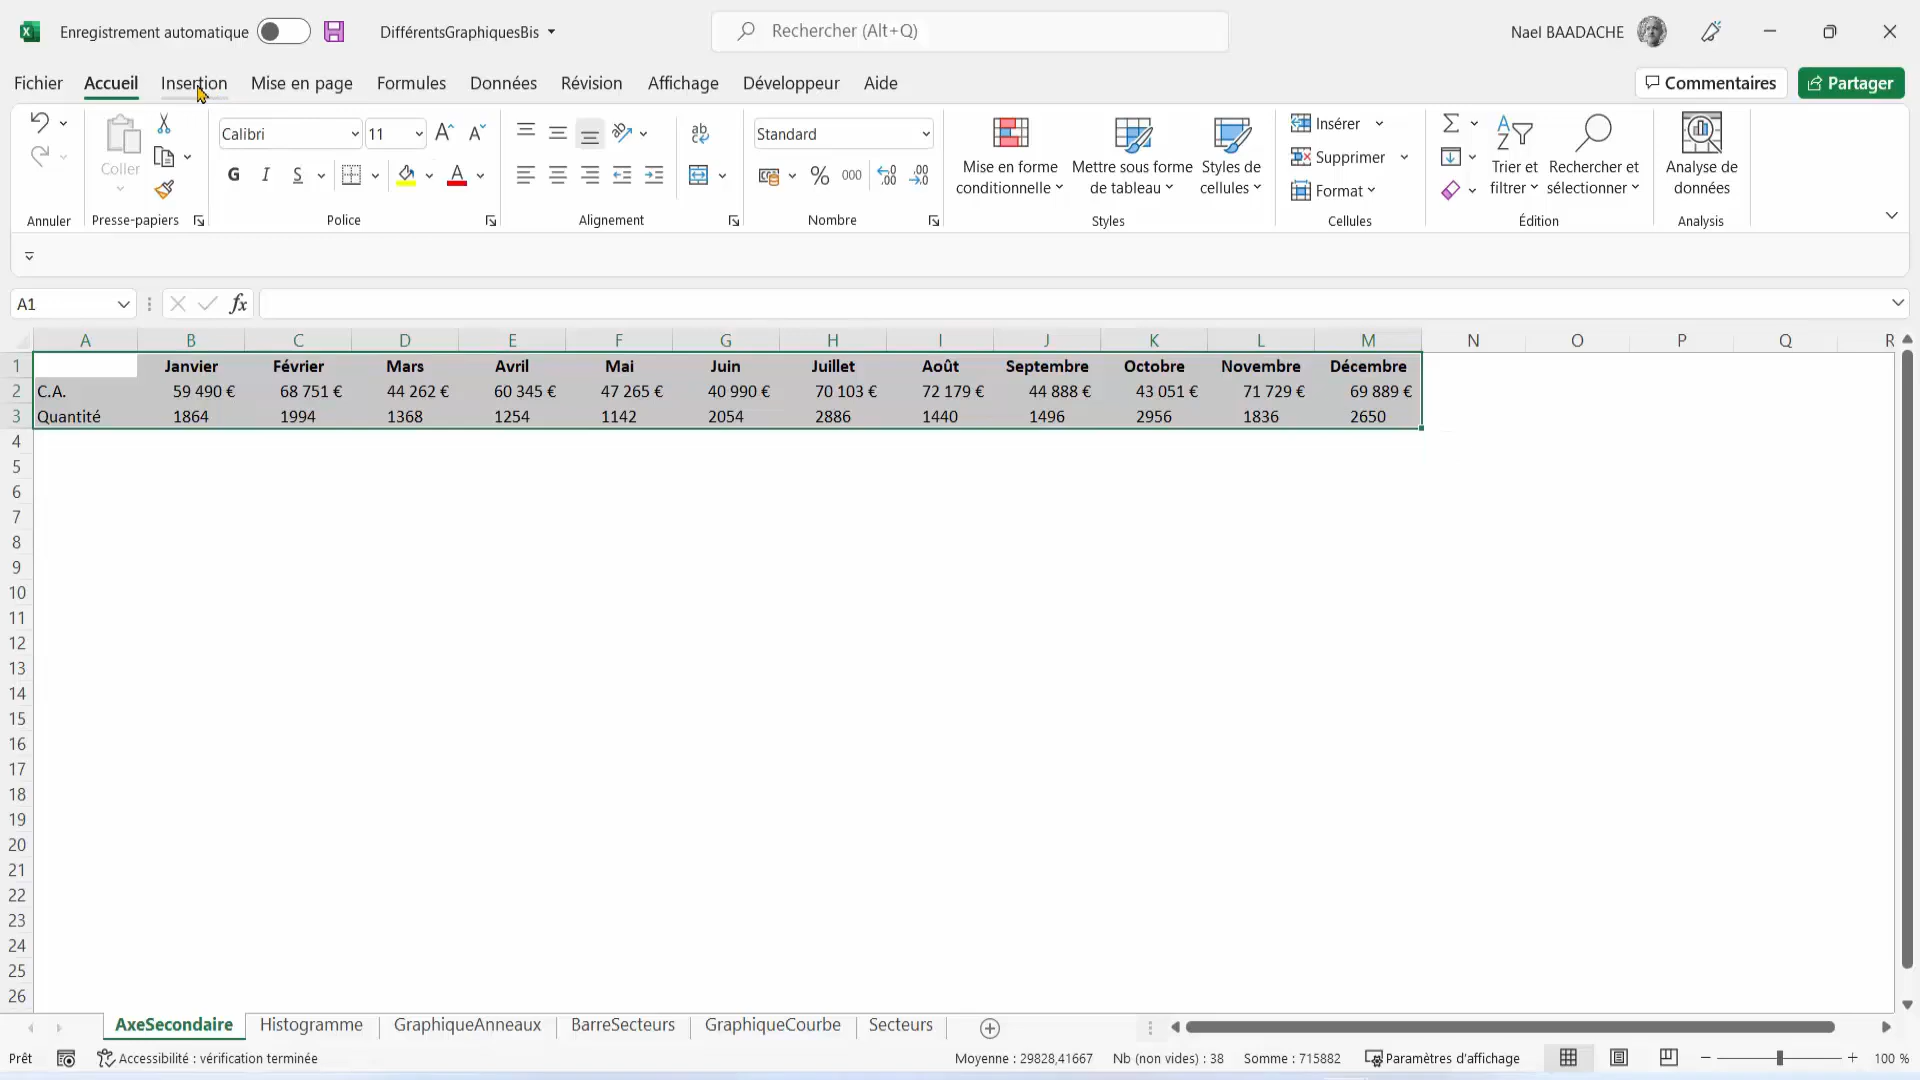 Enregistrement automatique
DifférentsGraphiquesBis
Rechercher (Alt+Q)
Nael BAADACHE
Fichier Accueil Insertion Mise en page Formules Données Révision Affichage Développeur Aide
Commentaires
Partager
Coller
Calibri 11
G I S
Standard
% 000
Mise en forme conditionnelle
Mettre sous forme de tableau
Styles de cellules
Insérer
Supprimer
Format
Trier et filtrer
Rechercher et sélectionner
Analyse de données
Annuler Presse-papiers Police Alignement Nombre Styles Cellules Édition Analysis
A1
fx
A B C D E F G H I J K L M N O P Q R
1 Janvier Février Mars Avril Mai Juin Juillet Août Septembre Octobre Novembre Décembre
2 C.A. 59 490 € 68 751 € 44 262 € 60 345 € 47 265 € 40 990 € 70 103 € 72 179 € 44 888 € 43 051 € 71 729 € 69 889 €
3 Quantité 1864 1994 1368 1254 1142 2054 2886 1440 1496 2956 1836 2650
4
5
6
7
8
9
10
11
12
13
14
15
16
17
18
19
20
21
22
23
24
25
26
AxeSecondaire Histogramme GraphiqueAnneaux BarreSecteurs GraphiqueCourbe Secteurs
Prêt Accessibilité : vérification terminée Moyenne : 29828,41667 Nb (non vides) : 38 Somme : 715882 Paramètres d'affichage 100 %